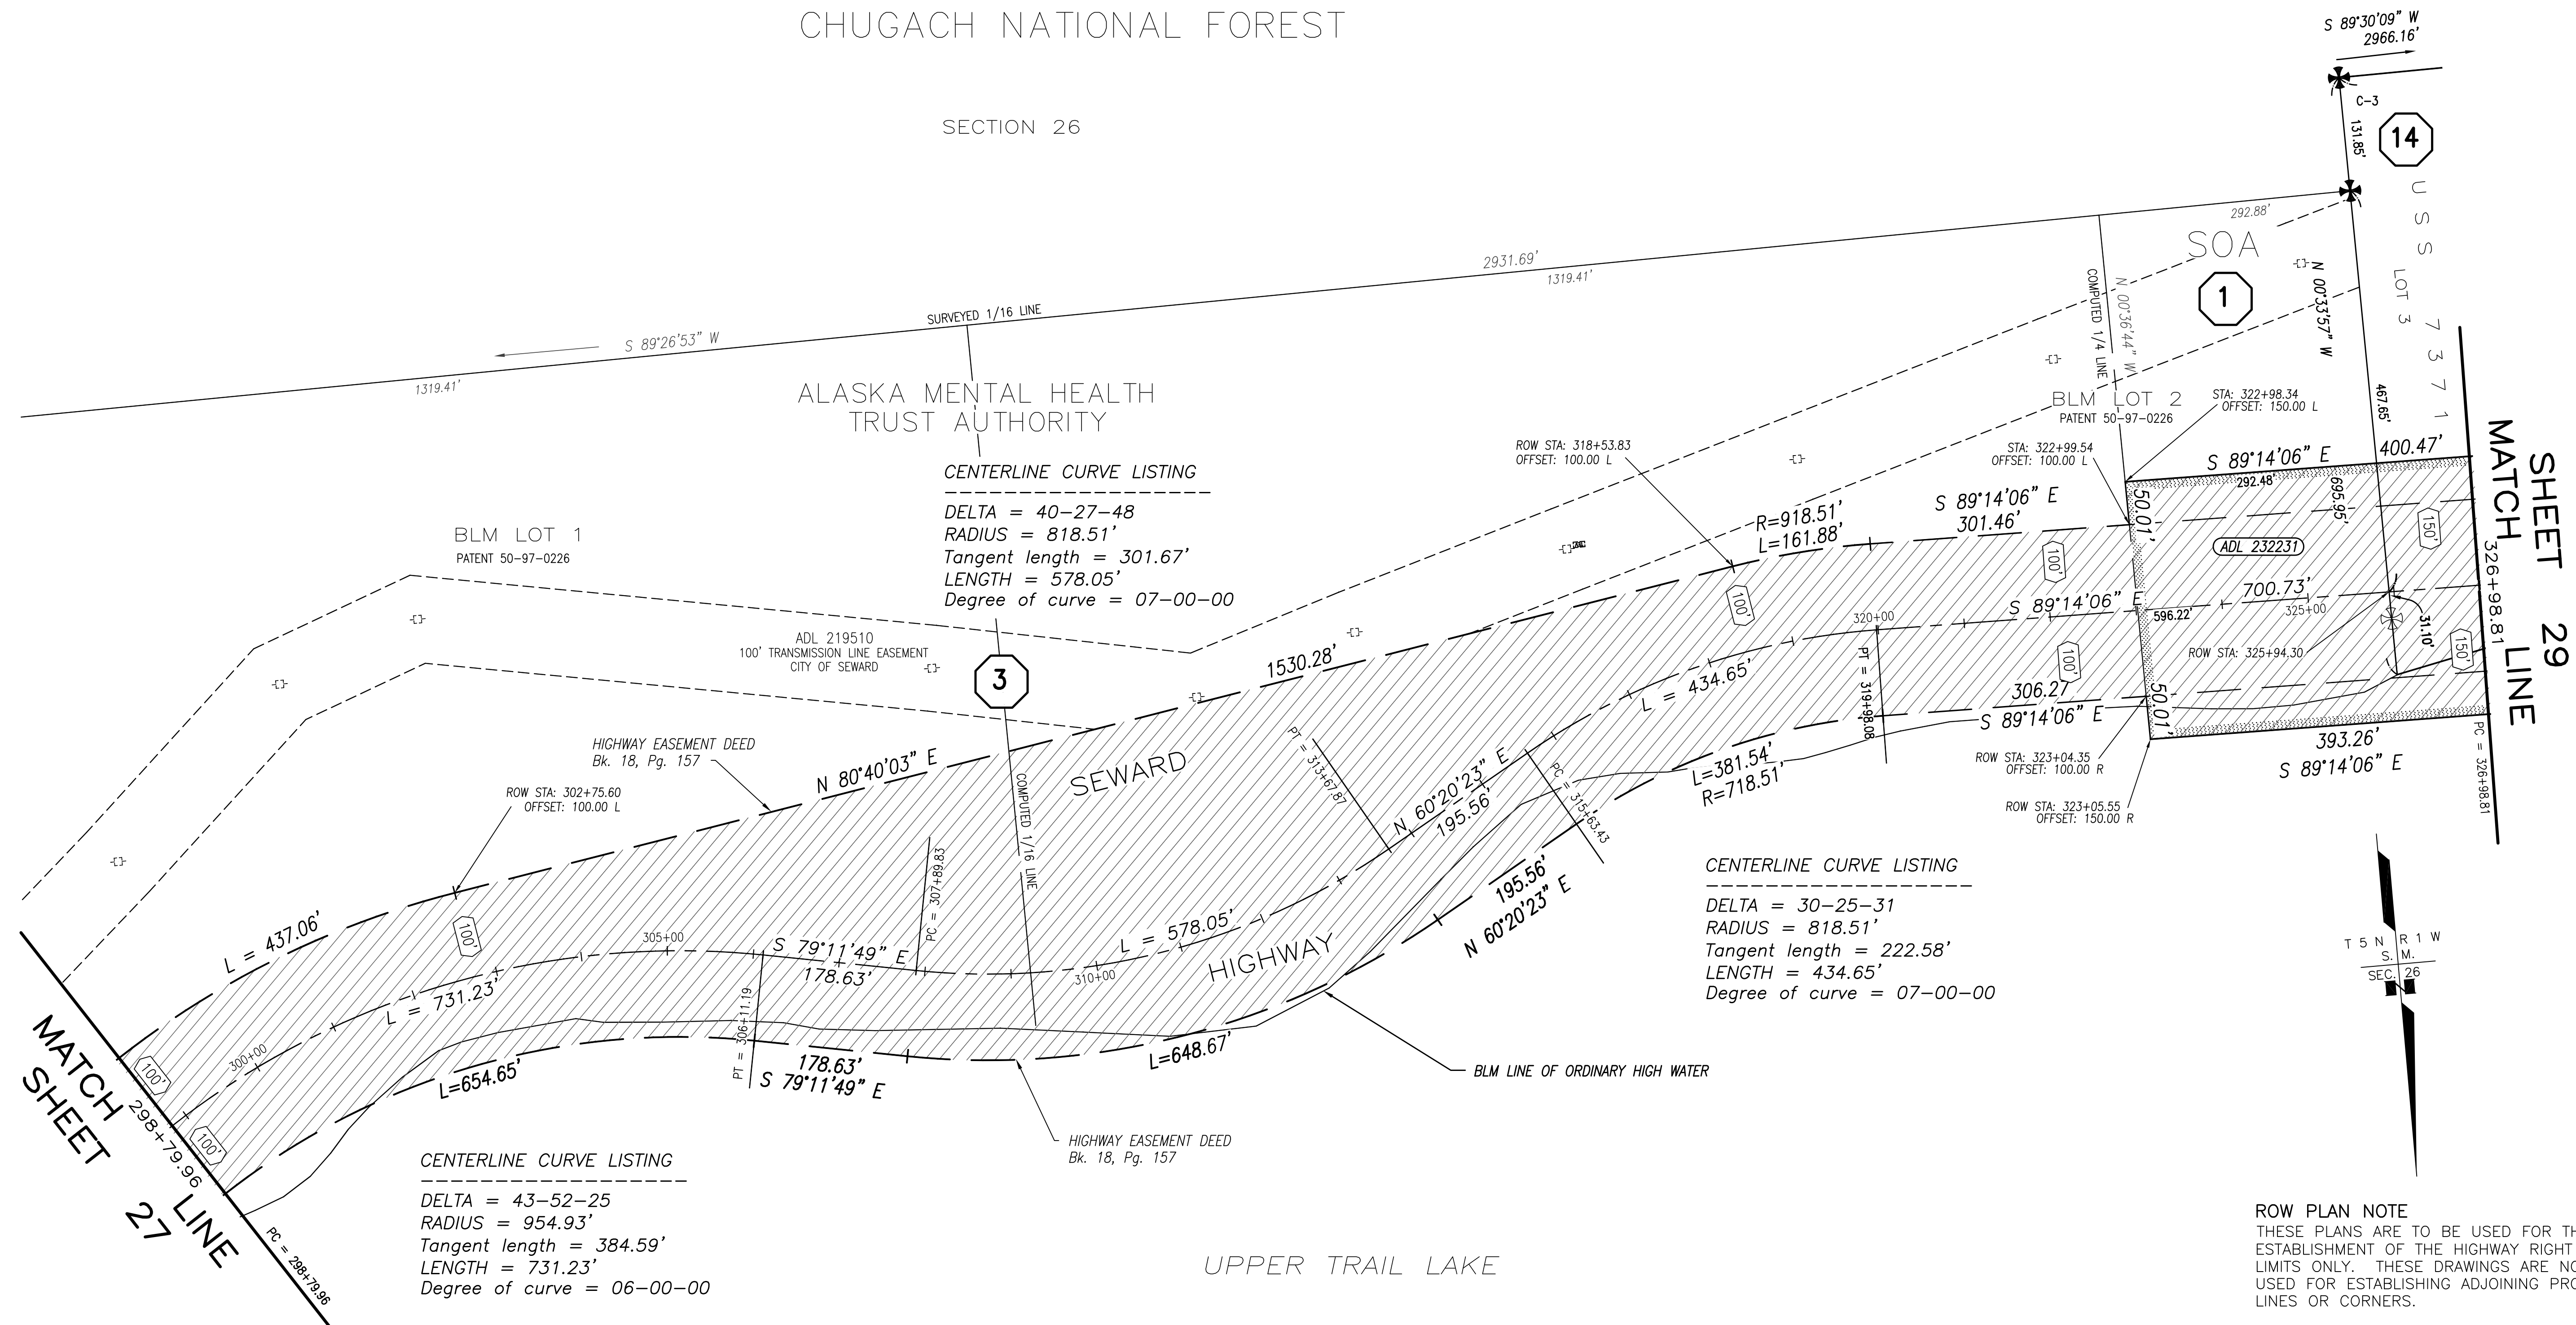 CHUGACH NATIONAL FOREST
SECTION 26
S 89°30'09" W
2966.16'
C-3
131.85'
14
U S S 7 3 7 1
LOT 3
292.88'
SOA
1
N 00°33'57" W
467.65'
2931.69'
1319.41'
SURVEYED 1/16 LINE
S 89°26'53" W
1319.41'
COMPUTED 1/4 LINE
N 00°36'44" W
ALASKA MENTAL HEALTH
TRUST AUTHORITY
BLM LOT 2
PATENT 50-97-0226
STA: 322+98.34
OFFSET: 150.00 L
STA: 322+99.54
OFFSET: 100.00 L
ROW STA: 318+53.83
OFFSET: 100.00 L
CENTERLINE CURVE LISTING
-------------------
DELTA = 40-27-48
RADIUS = 818.51'
Tangent length = 301.67'
LENGTH = 578.05'
Degree of curve = 07-00-00
BLM LOT 1
PATENT 50-97-0226
ADL 219510
100' TRANSMISSION LINE EASEMENT
CITY OF SEWARD
3
S 89°14'06" E
400.47'
292.48'
695.95'
50.01'
ADL 232231
150'
SHEET 29
MATCH LINE
326+98.81
S 89°14'06" E
301.46'
R=918.51'
L=161.88'
100'
100'
1530.28'
S 89°14'06" E
700.73'
596.22'
325+00
31.10'
320+00
L = 434.65'
ROW STA: 325+94.30
150'
100'
306.27'
S 89°14'06" E
50.01'
PT = 319+98.08
393.26'
S 89°14'06" E
PC = 326+98.81
ROW STA: 323+04.35
OFFSET: 100.00 R
ROW STA: 323+05.55
OFFSET: 150.00 R
L=381.54'
R=718.51'
PT = 313+67.87
N 60°20'23" E
195.56'
PC = 315+63.43
SEWARD
HIGHWAY
HIGHWAY EASEMENT DEED
Bk. 18, Pg. 157
N 80°40'03" E
COMPUTED 1/16 LINE
ROW STA: 302+75.60
OFFSET: 100.00 L
PC = 307+89.83
195.56'
N 60°20'23" E
CENTERLINE CURVE LISTING
-------------------
DELTA = 30-25-31
RADIUS = 818.51'
Tangent length = 222.58'
LENGTH = 434.65'
Degree of curve = 07-00-00
T 5 N R 1 W
S. M.
SEC. 26
L = 437.06'
100'
305+00
S 79°11'49" E
178.63'
310+00
L = 578.05'
L = 731.23'
300+00
PT = 306+11.19
178.63'
S 79°11'49" E
L=648.67'
L=654.65'
BLM LINE OF ORDINARY HIGH WATER
HIGHWAY EASEMENT DEED
Bk. 18, Pg. 157
100'
100'
MATCH LINE
298+79.96
SHEET 27
PC = 298+79.96
CENTERLINE CURVE LISTING
-------------------
DELTA = 43-52-25
RADIUS = 954.93'
Tangent length = 384.59'
LENGTH = 731.23'
Degree of curve = 06-00-00
UPPER TRAIL LAKE
ROW PLAN NOTE
THESE PLANS ARE TO BE USED FOR TH
ESTABLISHMENT OF THE HIGHWAY RIGHT
LIMITS ONLY. THESE DRAWINGS ARE NO
USED FOR ESTABLISHING ADJOINING PRO
LINES OR CORNERS.